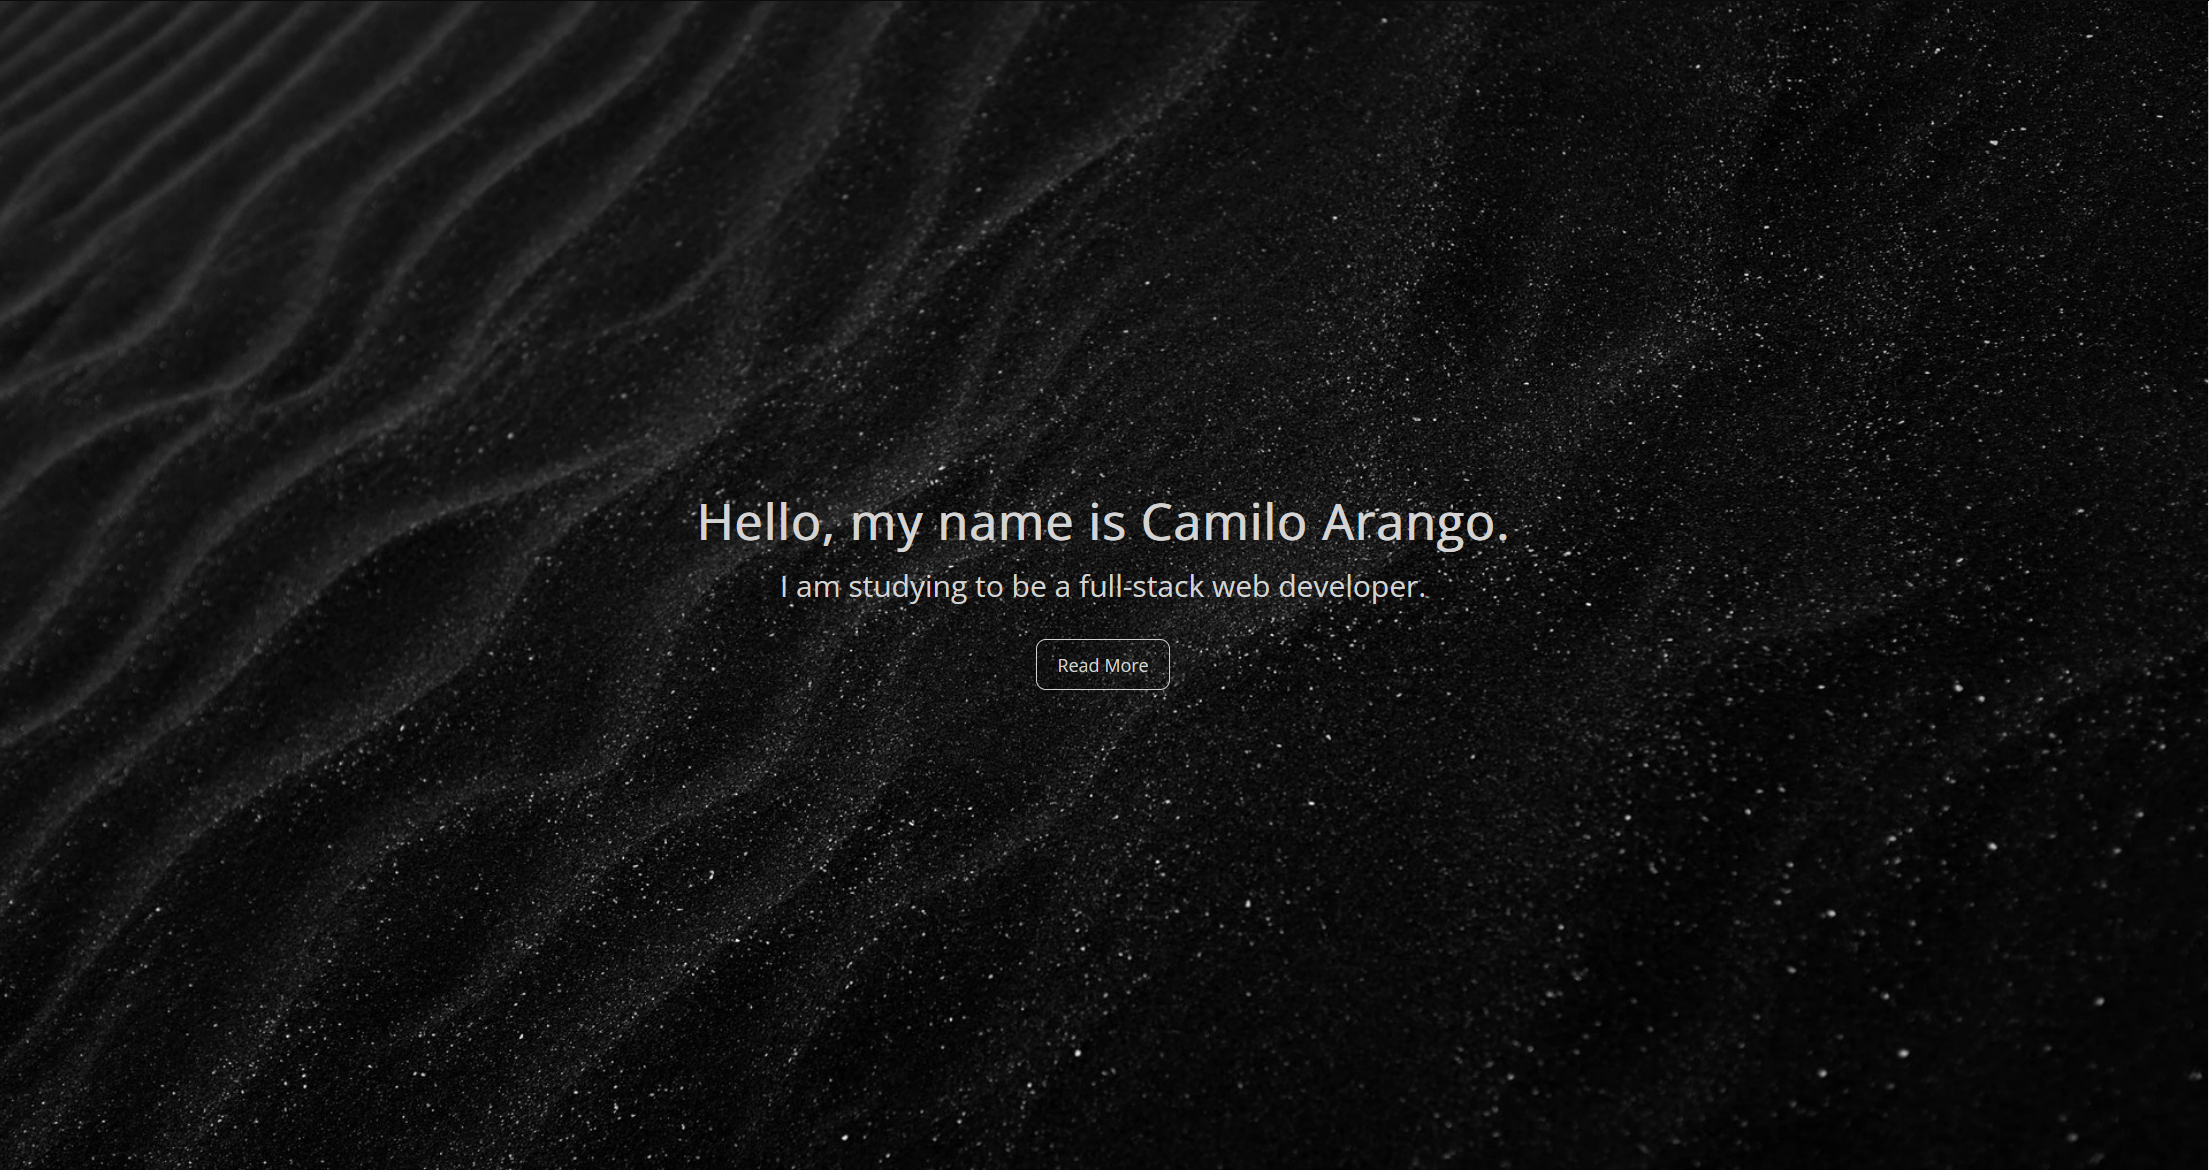 Hello, my name is Camilo Arango.
I am studying to be a full-stack web developer.
Read More